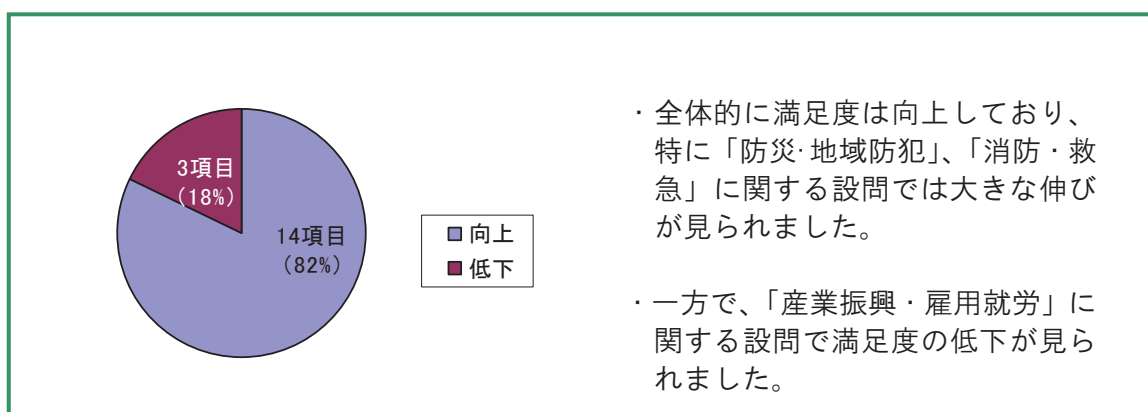 3項目
(18%)
14項目
(82%)
向上
低下
・全体的に満足度は向上しており、
特に「防災・地域防犯」、「消防・救
急」に関する設問では大きな伸び
が見られました。
・一方で、「産業振興・雇用就労」に
関する設問で満足度の低下が見ら
れました。